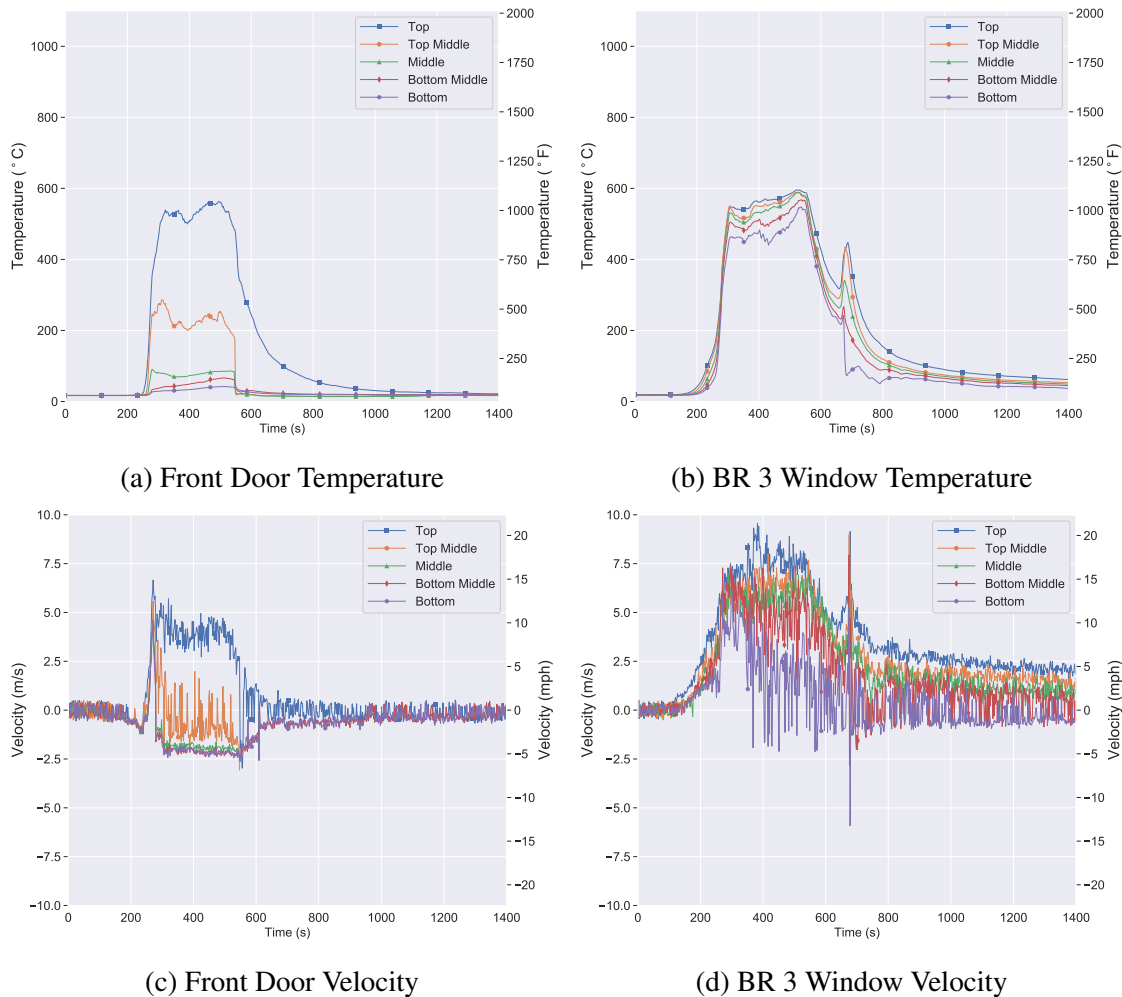 Top
Top Middle
Middle
Bottom Middle
Bottom
1000
800
600
400
200
0
Temperature (° C)
2000
1750
1500
1250
1000
750
500
250
Temperature (° F)
0 200 400 600 800 1000 1200 1400
Time (s)
(a) Front Door Temperature
Top
Top Middle
Middle
Bottom Middle
Bottom
1000
800
600
400
200
0
Temperature (° C)
2000
1750
1500
1250
1000
750
500
250
Temperature (° F)
0 200 400 600 800 1000 1200 1400
Time (s)
(b) BR 3 Window Temperature
Top
Top Middle
Middle
Bottom Middle
Bottom
10.0
7.5
5.0
2.5
0.0
−2.5
−5.0
−7.5
−10.0
Velocity (m/s)
20
15
10
5
0
−5
−10
−15
−20
Velocity (mph)
0 200 400 600 800 1000 1200 1400
Time (s)
(c) Front Door Velocity
Top
Top Middle
Middle
Bottom Middle
Bottom
10.0
7.5
5.0
2.5
0.0
−2.5
−5.0
−7.5
−10.0
Velocity (m/s)
20
15
10
5
0
−5
−10
−15
−20
Velocity (mph)
0 200 400 600 800 1000 1200 1400
Time (s)
(d) BR 3 Window Velocity